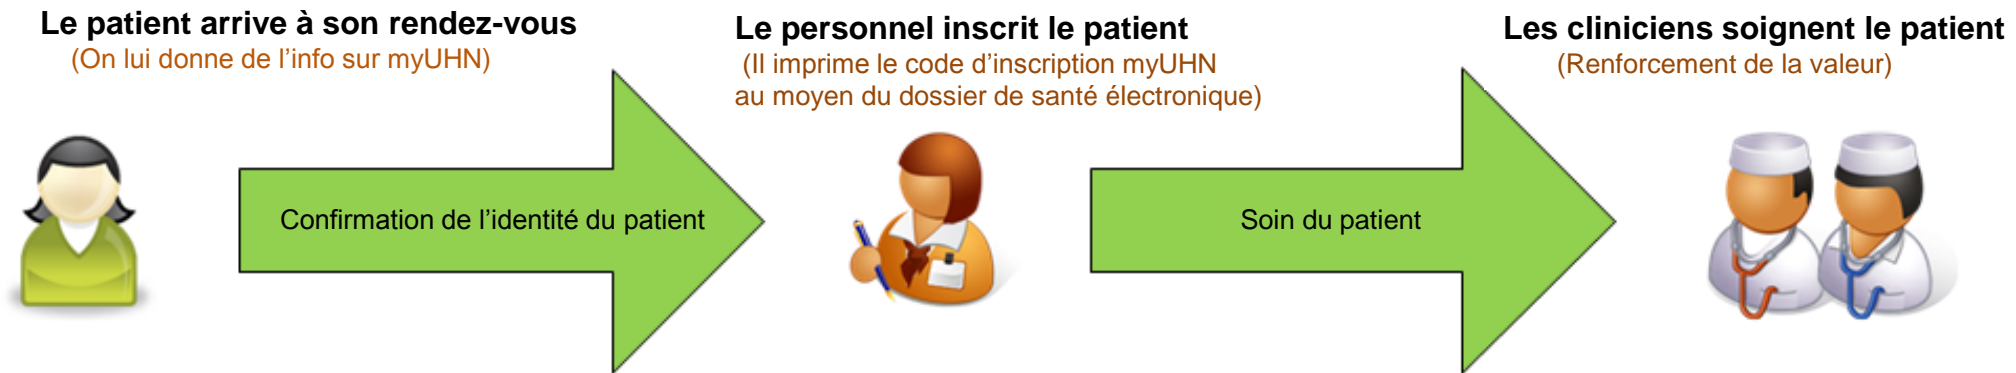 Le patient arrive à son rendez-vous
(On lui donne de l’info sur myUHN)
Confirmation de l’identité du patient
Le personnel inscrit le patient
(Il imprime le code d’inscription myUHN
au moyen du dossier de santé électronique)
Soin du patient
Les cliniciens soignent le patient
(Renforcement de la valeur)